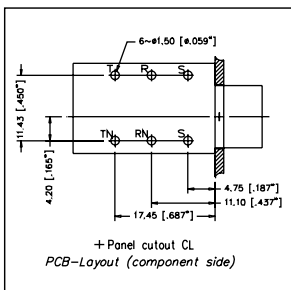 6~ø1.50 [ø.059"]
T R S
11.43 [.450"]
4.20 [.165"]
TN RN S
4.75 [.187"]
11.10 [.437"]
17.45 [.687"]
+ Panel cutout CL
PCB-Layout (component side)